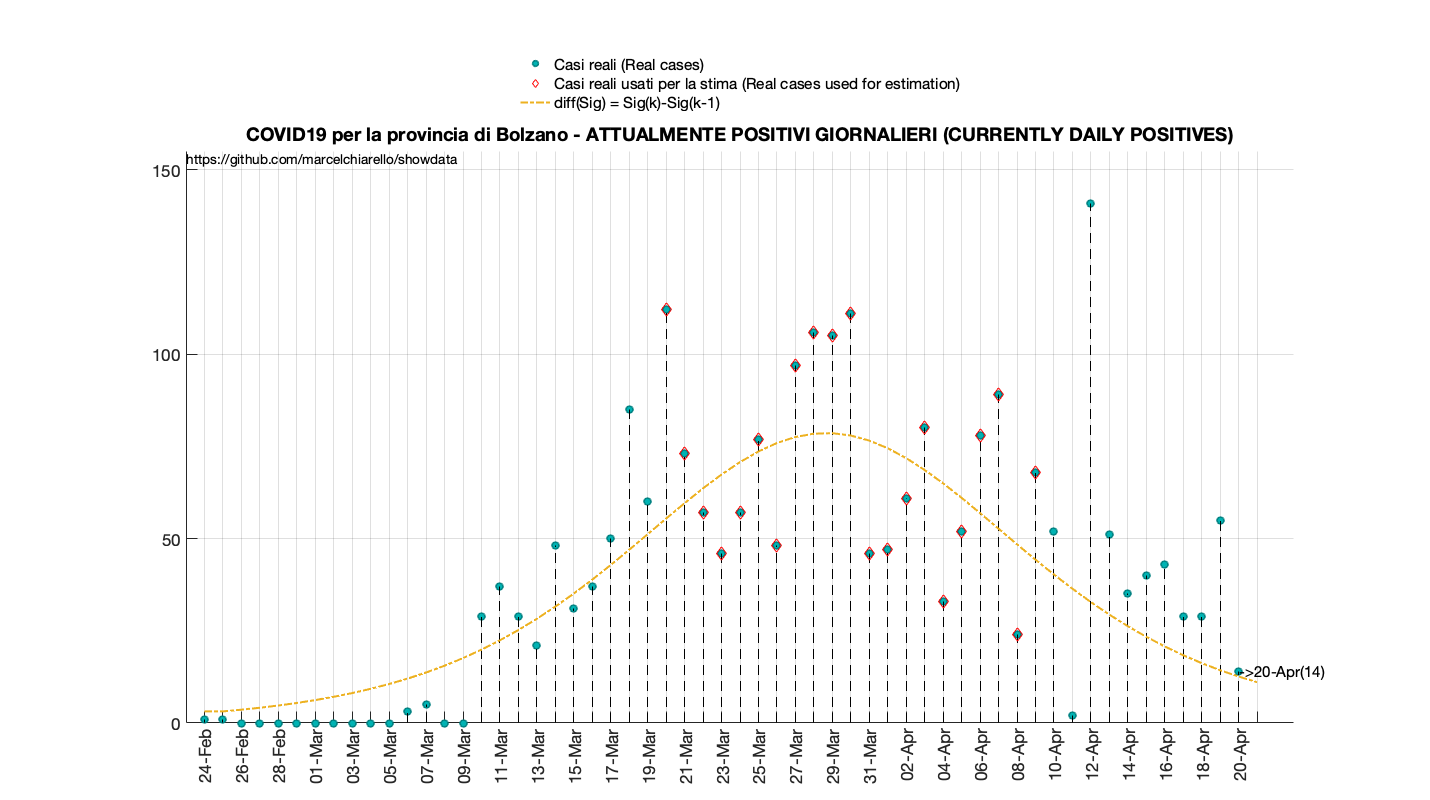 Casi reali (Real cases)
Casi reali usati per la stima (Real cases used for estimation)
diff(Sig) = Sig(k)-Sig(k-1)
COVID19 per la provincia di Bolzano - ATTUALMENTE POSITIVI GIORNALIERI (CURRENTLY DAILY POSITIVES)
https://github.com/marcelchiarello/showdata
150
100
50
0
->20-Apr(14)
24-Feb
26-Feb
28-Feb
01-Mar
03-Mar
05-Mar
07-Mar
09-Mar
11-Mar
13-Mar
15-Mar
17-Mar
19-Mar
21-Mar
23-Mar
25-Mar
27-Mar
29-Mar
31-Mar
02-Apr
04-Apr
06-Apr
08-Apr
10-Apr
12-Apr
14-Apr
16-Apr
18-Apr
20-Apr